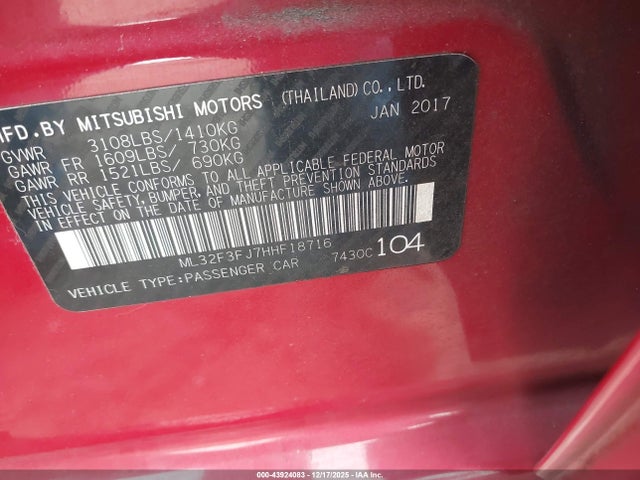 MFD.BY MITSUBISHI MOTORS (THAILAND)CO.,LTD.
JAN 2017
GVWR 3108LBS/1410KG
GAWR FR 1609LBS/ 730KG
GAWR RR 1521LBS/ 690KG
THIS VEHICLE CONFORMS TO ALL APPLICABLE FEDERAL MOTOR
VEHICLE SAFETY, BUMPER, AND THEFT PREVENTION STANDARDS
IN EFFECT ON THE DATE OF MANUFACTURE SHOWN ABOVE.
ML32F3FJ7HHF18716
VEHICLE TYPE:PASSENGER CAR 7430C 104
000-43924083 | 12/17/2025 | IAAI.COM